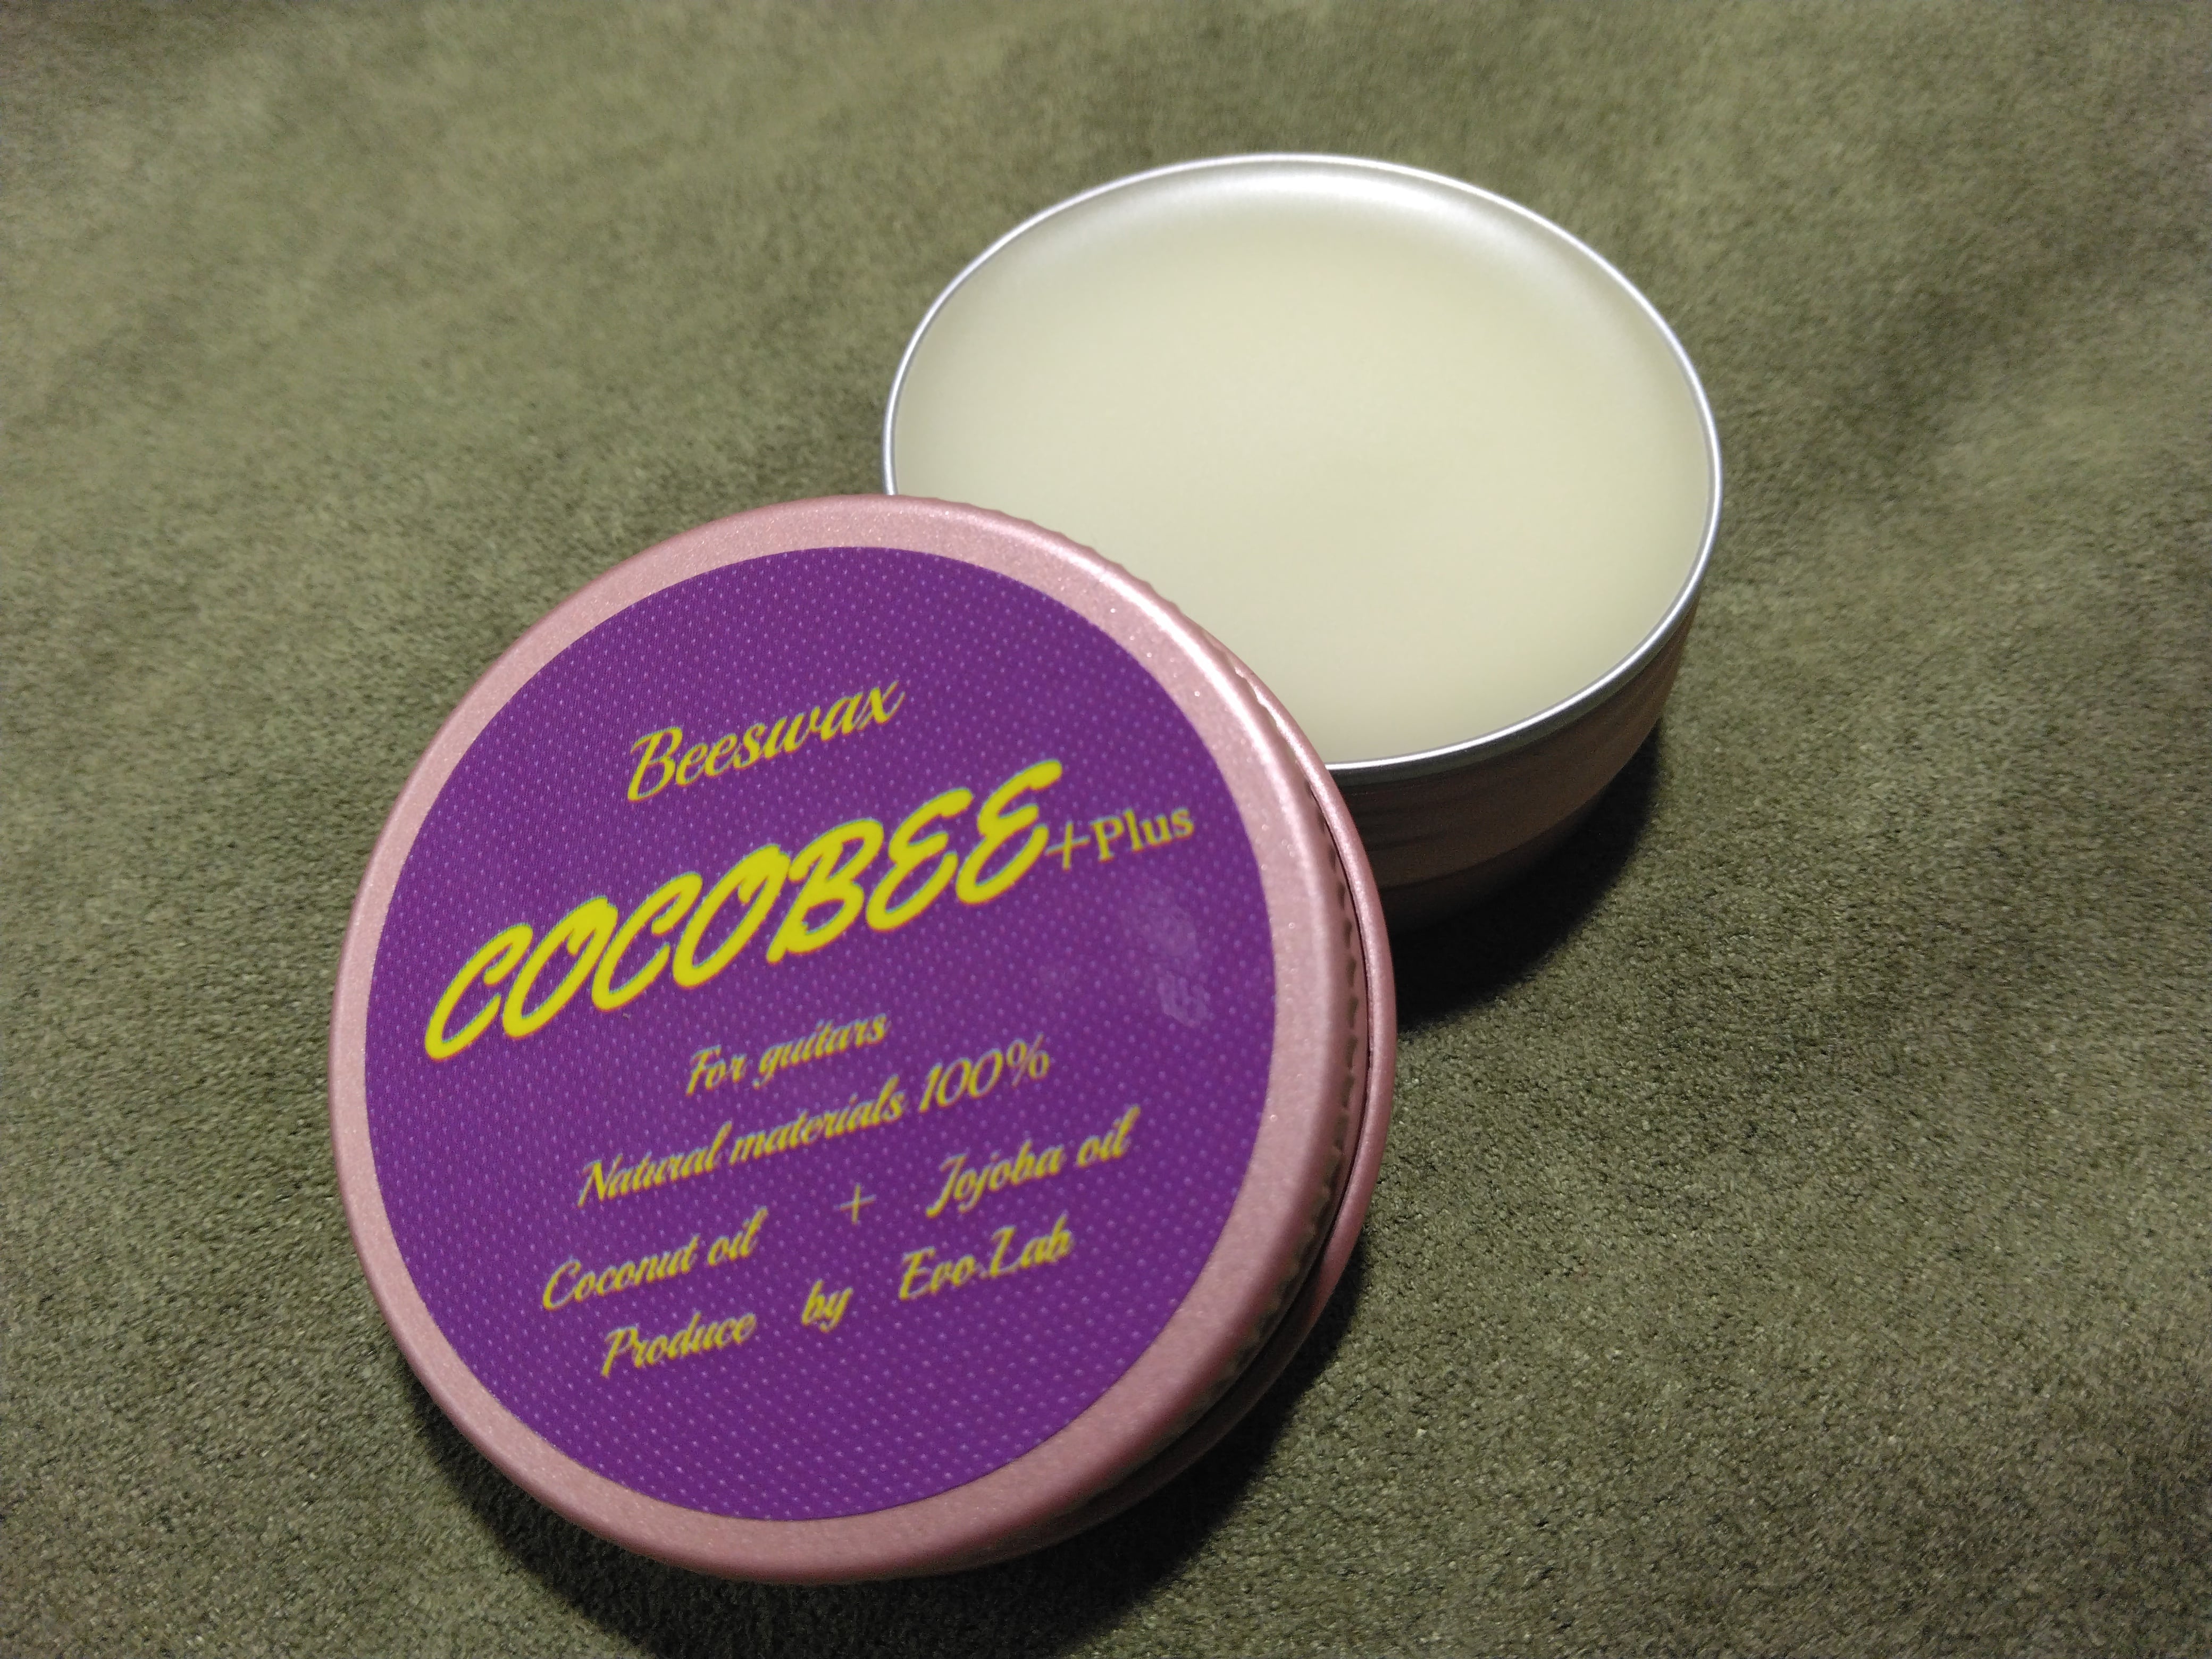 Beeswax
COCOBEE+Plus
For guitars
Natural materials 100%
Coconut oil + Jojoba oil
Produce by Evo.Lab